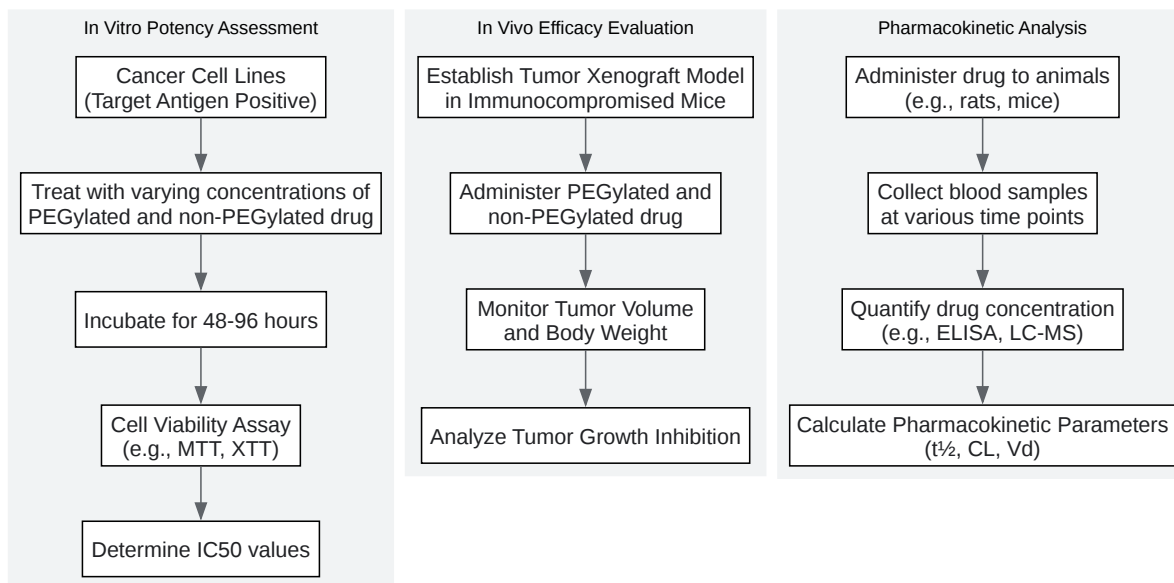 In Vitro Potency Assessment
Cancer Cell Lines
(Target Antigen Positive)
Treat with varying concentrations of
PEGylated and non-PEGylated drug
Incubate for 48-96 hours
Cell Viability Assay
(e.g., MTT, XTT)
Determine IC50 values
In Vivo Efficacy Evaluation
Establish Tumor Xenograft Model
in Immunocompromised Mice
Administer PEGylated and
non-PEGylated drug
Monitor Tumor Volume
and Body Weight
Analyze Tumor Growth Inhibition
Pharmacokinetic Analysis
Administer drug to animals
(e.g., rats, mice)
Collect blood samples
at various time points
Quantify drug concentration
(e.g., ELISA, LC-MS)
Calculate Pharmacokinetic Parameters
(t½, CL, Vd)